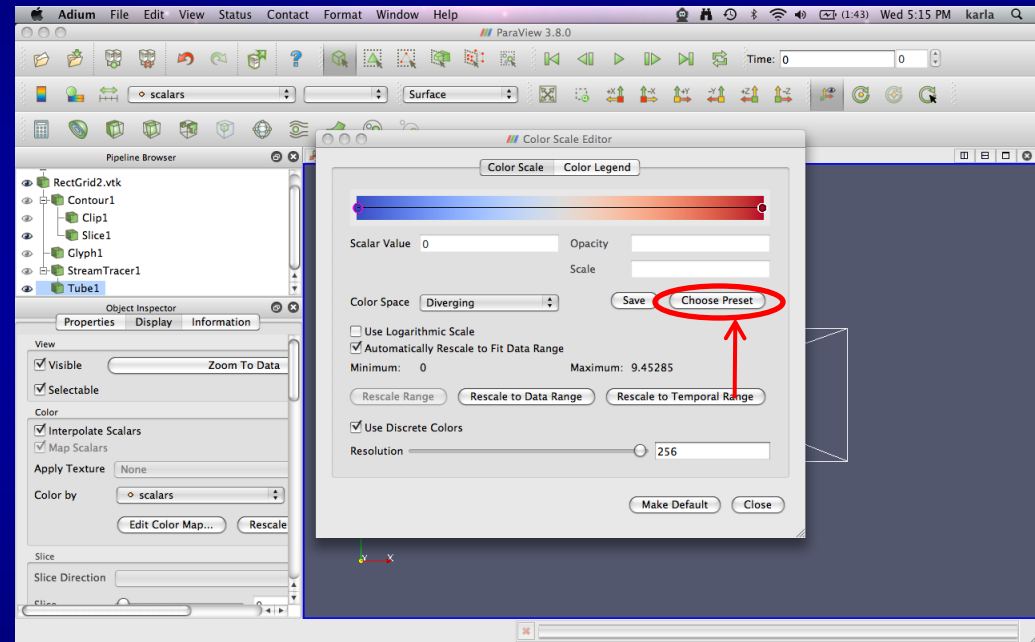 Adium File Edit View Status Contact Format Window Help (1:43) Wed 5:15 PM karla
ParaView 3.8.0
Time: 0 0
scalars Surface +X -X +Y -Y +Z -Z
Pipeline Browser
RectGrid2.vtk
Contour1
Clip1
Slice1
Glyph1
StreamTracer1
Tube1
Object Inspector
Properties Display Information
View
Visible Zoom To Data
Selectable
Color
Interpolate Scalars
Map Scalars
Apply Texture None
Color by scalars
Edit Color Map... Rescale
Slice
Slice Direction
Slice 0
Color Scale Editor
Color Scale Color Legend
Scalar Value 0 Opacity
Scale
Color Space Diverging Save Choose Preset
Use Logarithmic Scale
Automatically Rescale to Fit Data Range
Minimum: 0 Maximum: 9.45285
Rescale Range Rescale to Data Range Rescale to Temporal Range
Use Discrete Colors
Resolution 256
Make Default Close
Y X